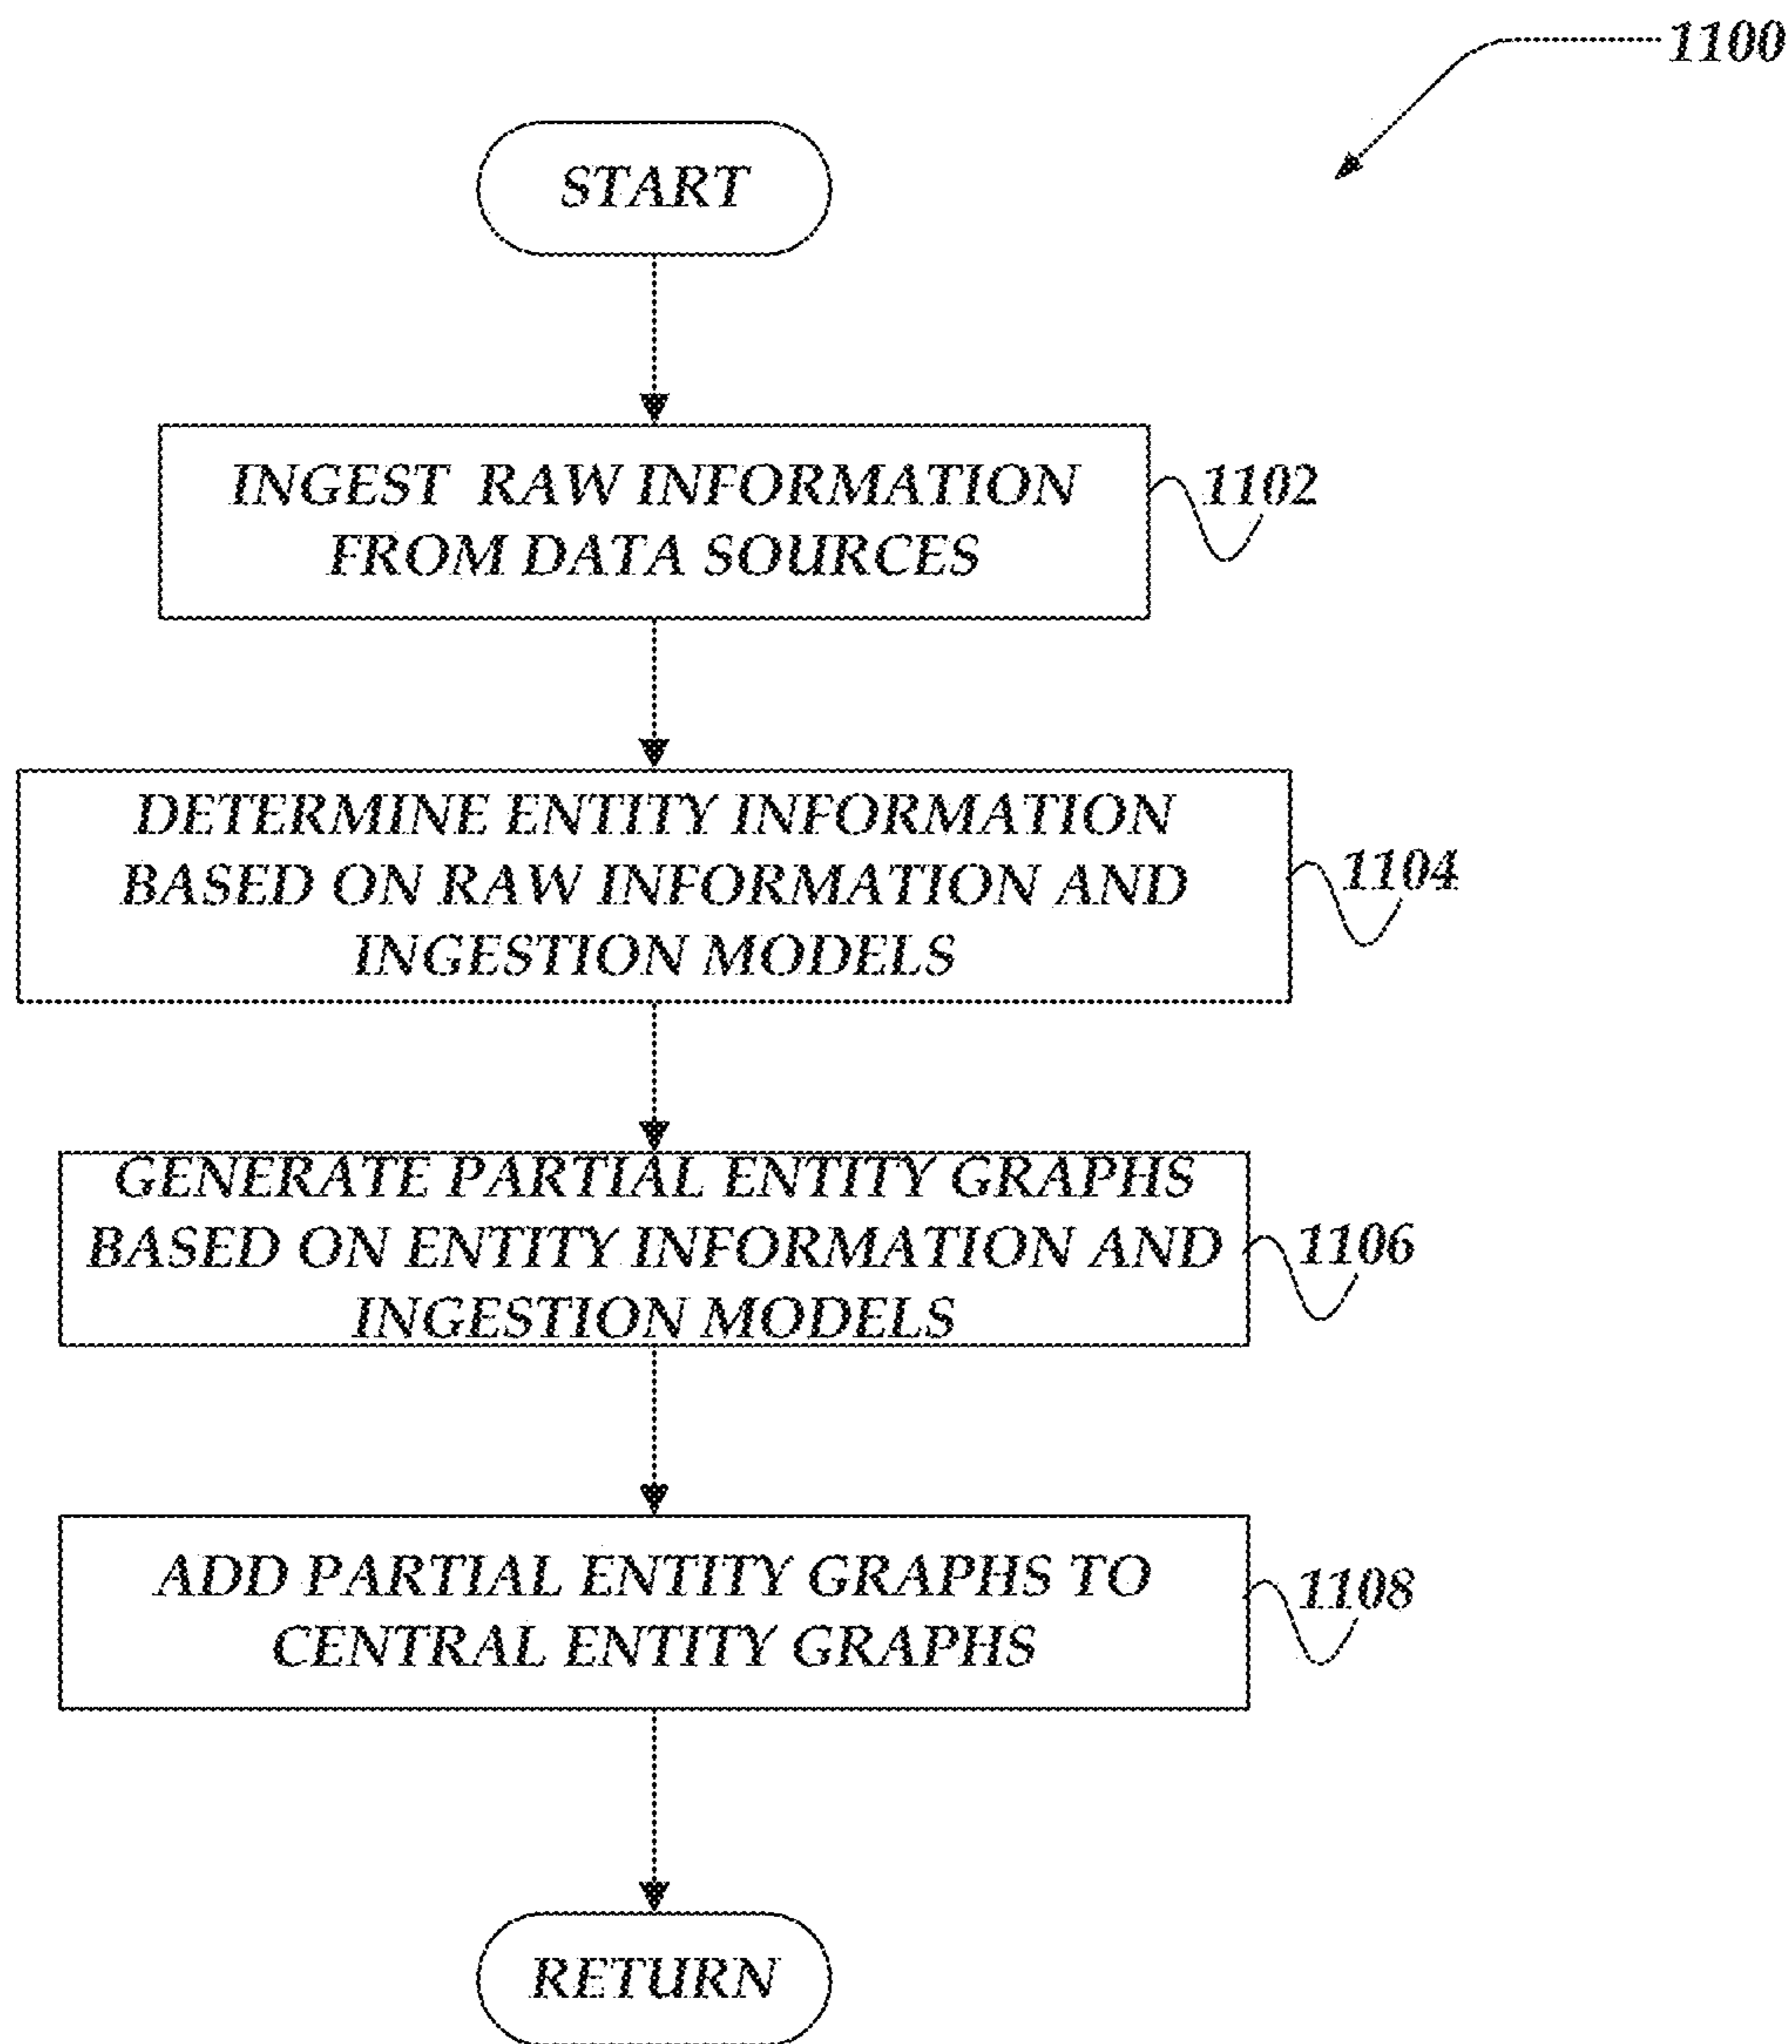 1100
START
INGEST RAW INFORMATION
FROM DATA SOURCES
1102
DETERMINE ENTITY INFORMATION
BASED ON RAW INFORMATION AND
INGESTION MODELS
1104
GENERATE PARTIAL ENTITY GRAPHS
BASED ON ENTITY INFORMATION AND
INGESTION MODELS
1106
ADD PARTIAL ENTITY GRAPHS TO
CENTRAL ENTITY GRAPHS
1108
RETURN